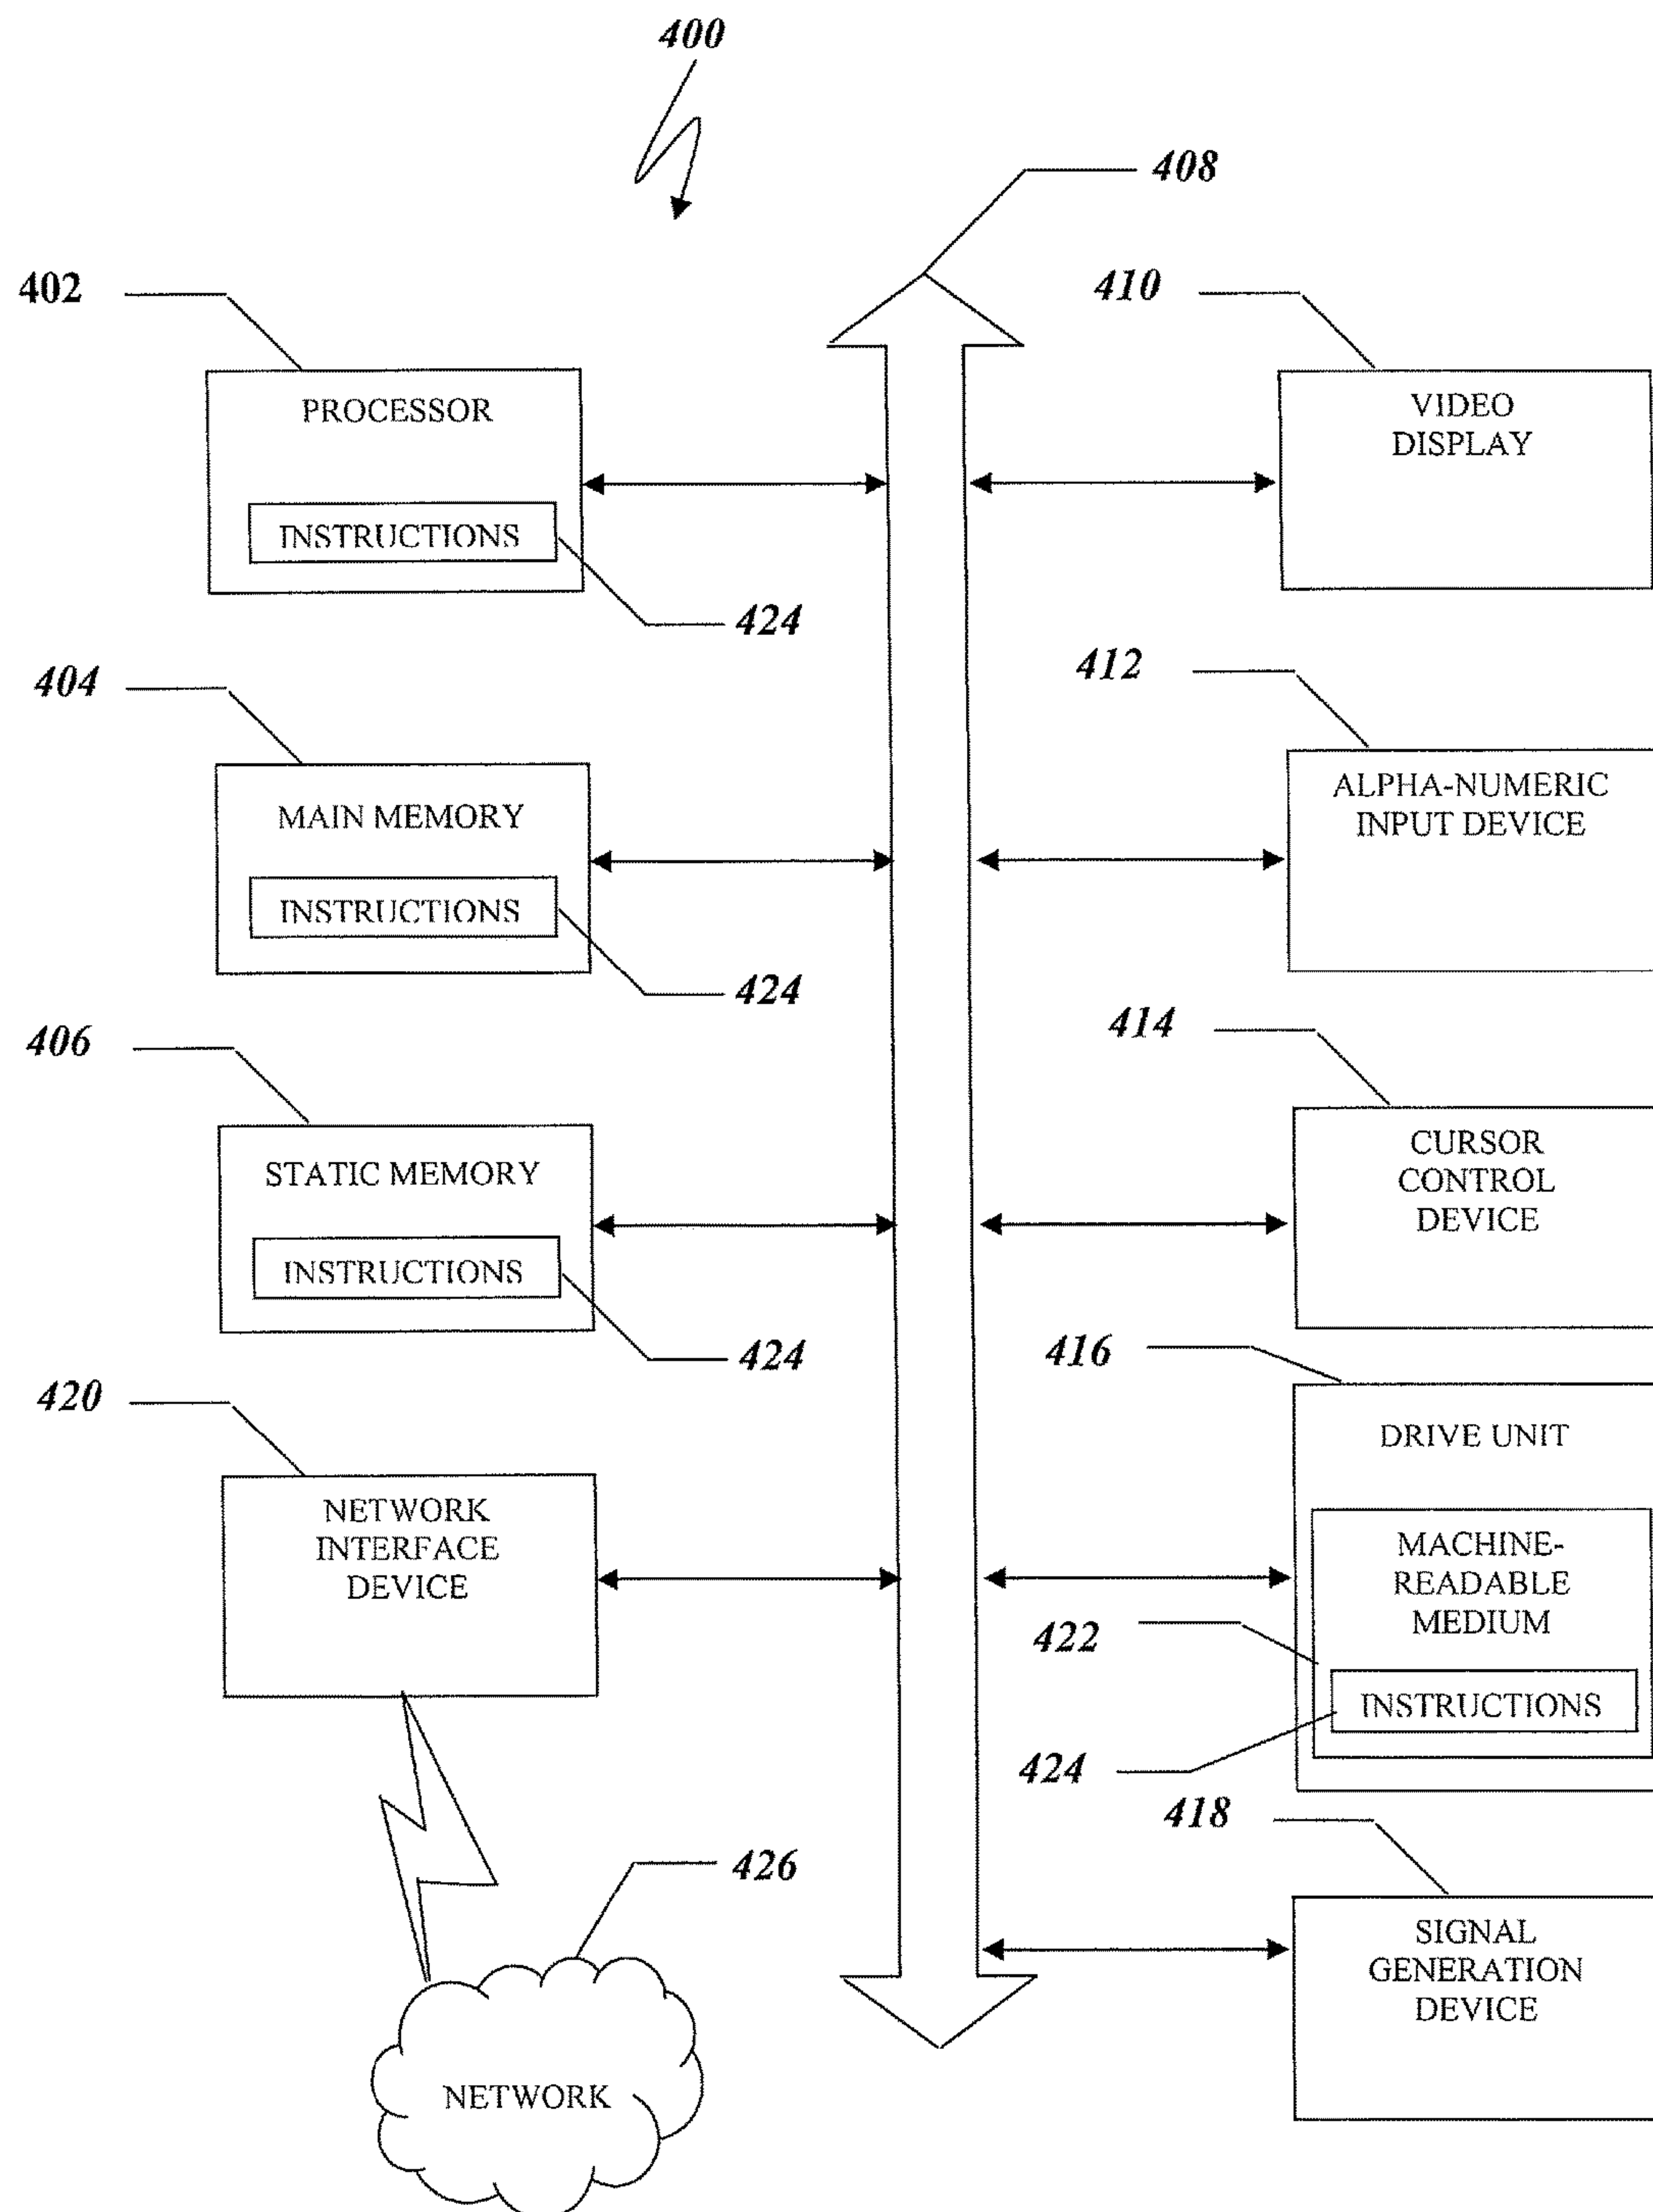 400
408
402
PROCESSOR
INSTRUCTIONS
424
410
VIDEO
DISPLAY
404
MAIN MEMORY
INSTRUCTIONS
424
412
ALPHA-NUMERIC
INPUT DEVICE
406
STATIC MEMORY
INSTRUCTIONS
424
414
CURSOR
CONTROL
DEVICE
420
NETWORK
INTERFACE
DEVICE
416
DRIVE UNIT
MACHINE-
READABLE
MEDIUM
422
INSTRUCTIONS
424
426
NETWORK
418
SIGNAL
GENERATION
DEVICE